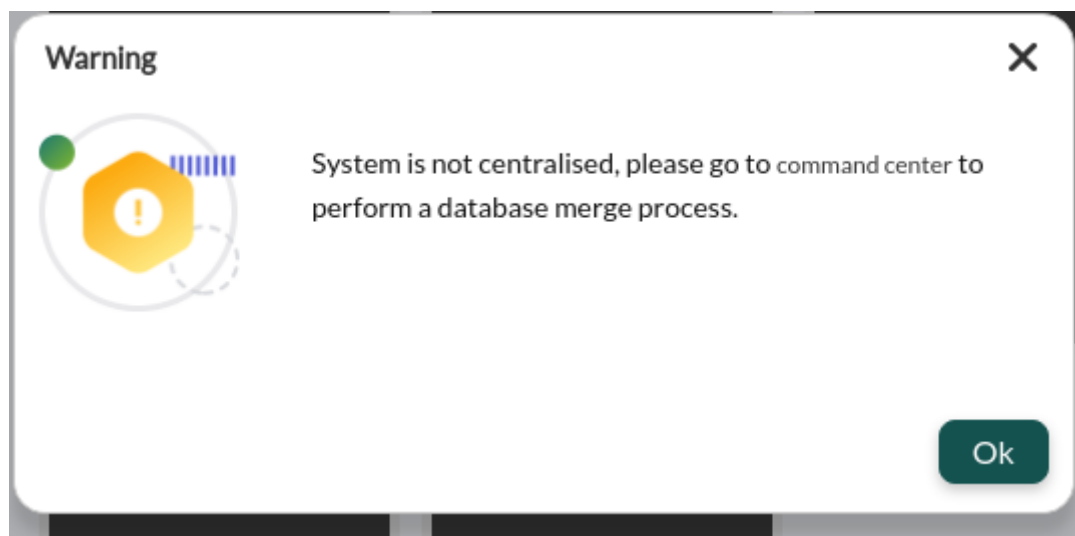 Warning
System is not centralised, please go to command center to
perform a database merge process.
Ok